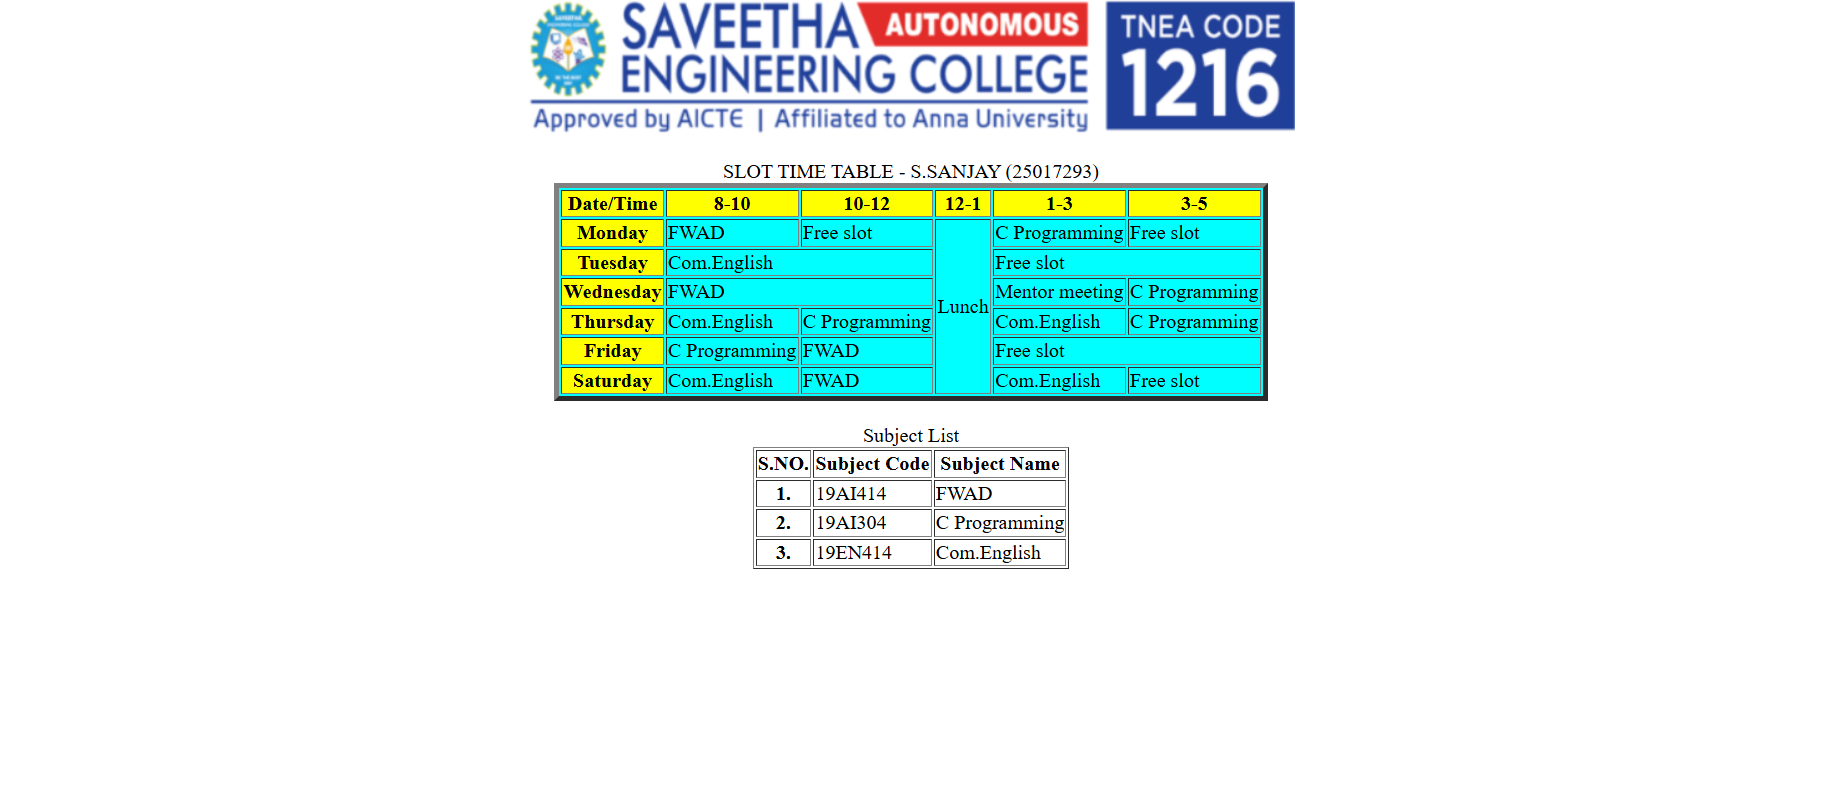 SAVEETHA AUTONOMOUS
ENGINEERING COLLEGE
Approved by AICTE | Affiliated to Anna University
TNEA CODE
1216
SLOT TIME TABLE - S.SANJAY (25017293)
Date/Time 8-10 10-12 12-1 1-3 3-5
Monday FWAD Free slot Lunch C Programming Free slot
Tuesday Com.English Free slot
Wednesday FWAD Mentor meeting C Programming
Thursday Com.English C Programming Com.English C Programming
Friday C Programming FWAD Free slot
Saturday Com.English FWAD Com.English Free slot
Subject List
S.NO. Subject Code Subject Name
1. 19AI414 FWAD
2. 19AI304 C Programming
3. 19EN414 Com.English